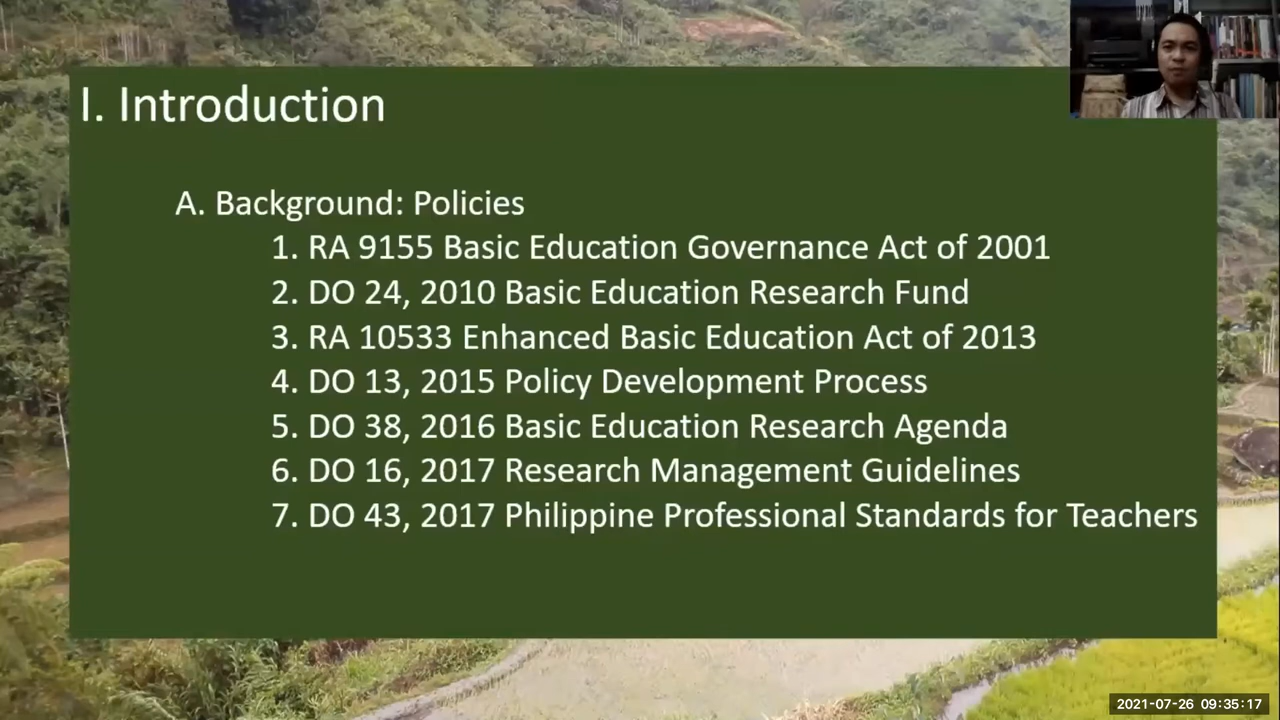 I. Introduction
A. Background: Policies
1. RA 9155 Basic Education Governance Act of 2001
2. DO 24, 2010 Basic Education Research Fund
3. RA 10533 Enhanced Basic Education Act of 2013
4. DO 13, 2015 Policy Development Process
5. DO 38, 2016 Basic Education Research Agenda
6. DO 16, 2017 Research Management Guidelines
7. DO 43, 2017 Philippine Professional Standards for Teachers
2021-07-26 09:35:17